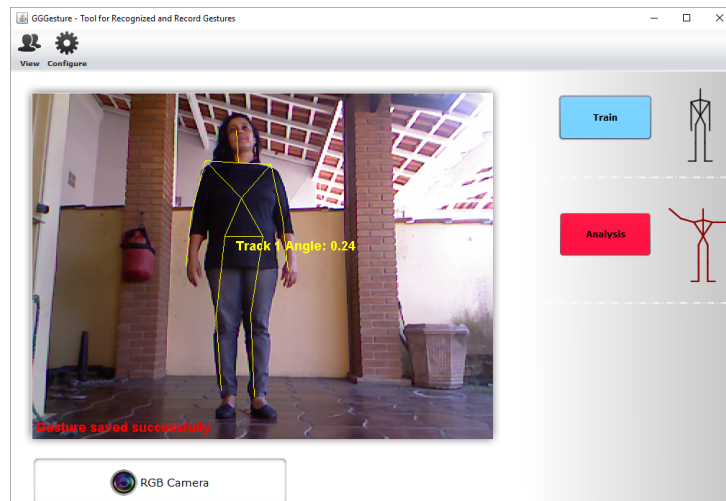 GGGesture - Tool for Recognized and Record Gestures
View Configure
Train
Analysis
Track 1 Angle: 0.24
Gesture saved successfully
RGB Camera